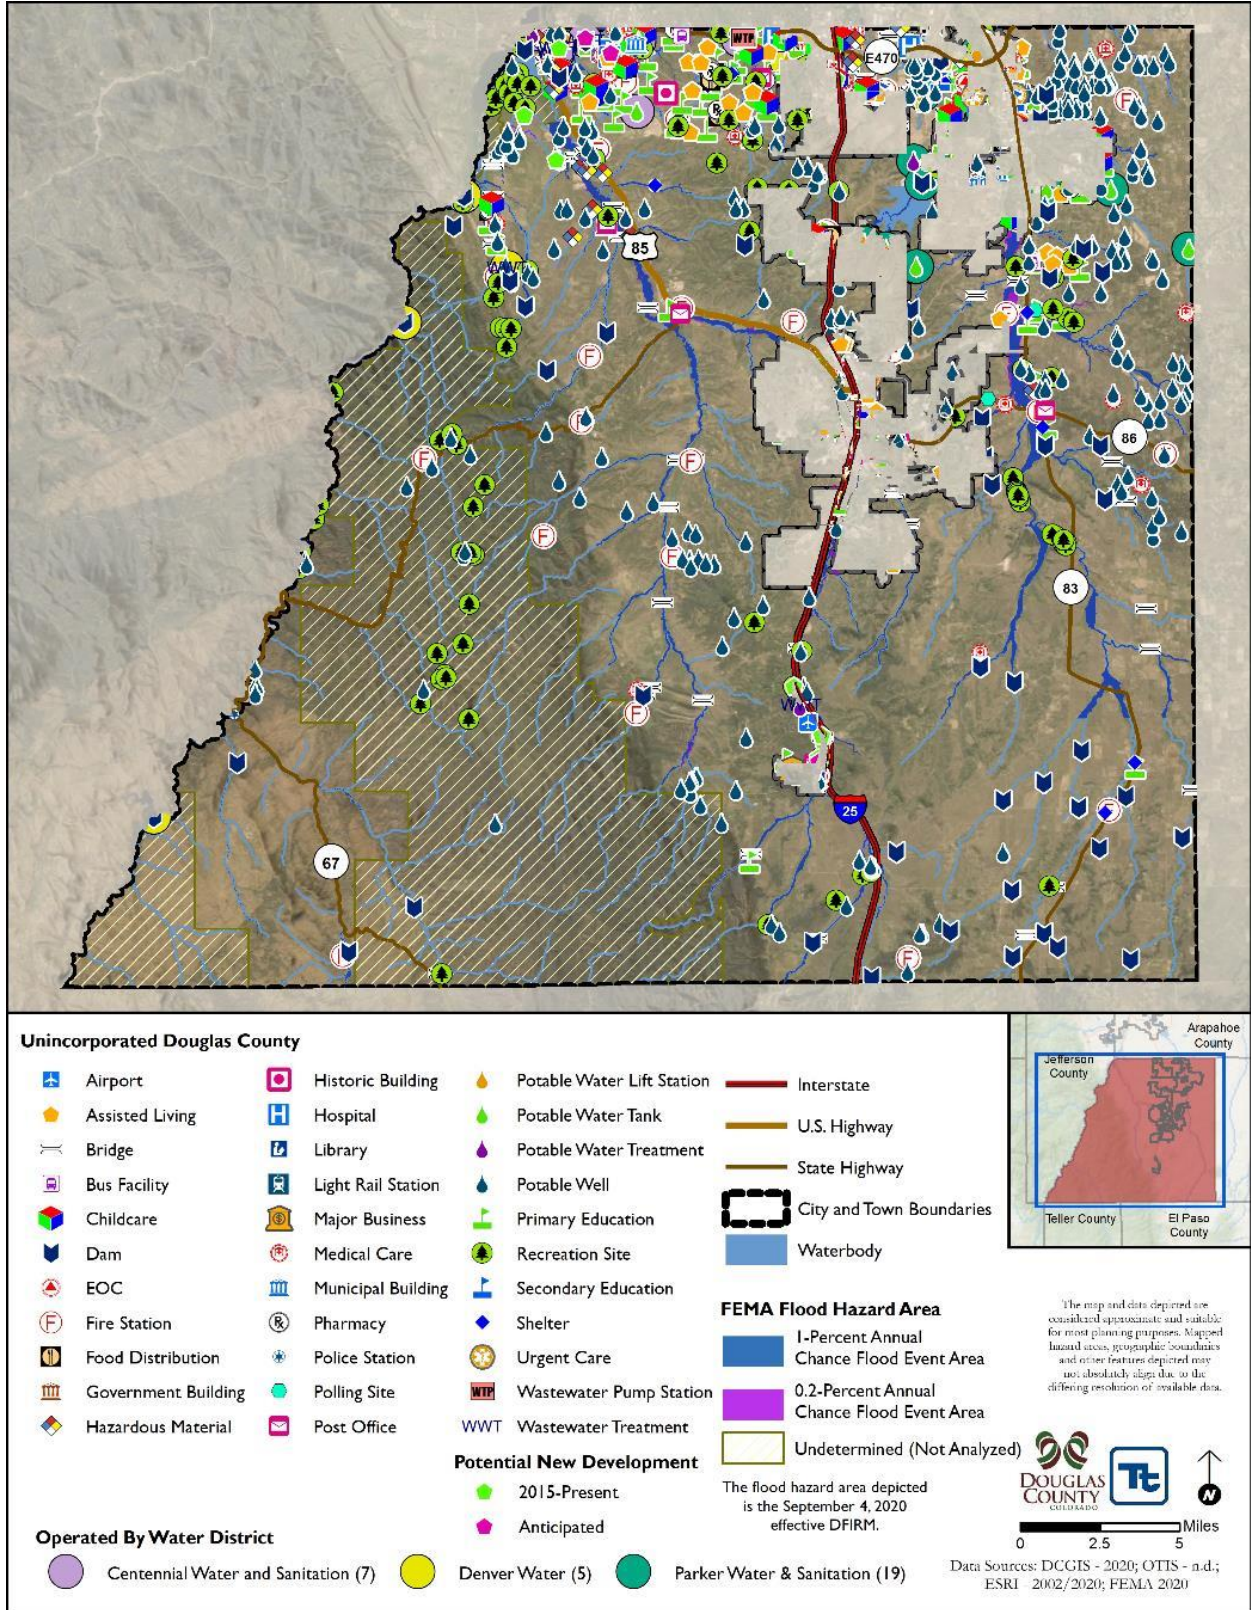 WTP
E470
85
WWT
86
83
WWT
25
67
Unincorporated Douglas County
Airport
Assisted Living
Bridge
Bus Facility
Childcare
Dam
EOC
F Fire Station
Food Distribution
Government Building
Hazardous Material
Historic Building
H Hospital
Library
Light Rail Station
Major Business
Medical Care
Municipal Building
Pharmacy
Police Station
Polling Site
Post Office
Potable Water Lift Station
Potable Water Tank
Potable Water Treatment
Potable Well
Primary Education
Recreation Site
Secondary Education
Shelter
Urgent Care
WTP Wastewater Pump Station
WWT Wastewater Treatment
Potential New Development
2015-Present
Anticipated
Operated By Water District
Centennial Water and Sanitation (7)
Denver Water (5)
Parker Water & Sanitation (19)
Interstate
U.S. Highway
State Highway
City and Town Boundaries
Waterbody
FEMA Flood Hazard Area
1-Percent Annual
Chance Flood Event Area
0.2-Percent Annual
Chance Flood Event Area
Undetermined (Not Analyzed)
The flood hazard area depicted
is the September 4, 2020
effective DFIRM.
Arapahoe
County
Jefferson
County
Teller County
El Paso
County
The map and data depicted are
considered approximate and suitable
for most planning purposes. Mapped
hazard areas, geographic boundaries
and other features depicted may
not absolutely align due to the
differing resolution of available data.
DOUGLAS
COUNTY
COLORADO
Tt
N
Miles
0 2.5 5
Data Sources: DCGIS - 2020; OTIS - n.d.;
ESRI - 2002/2020; FEMA 2020